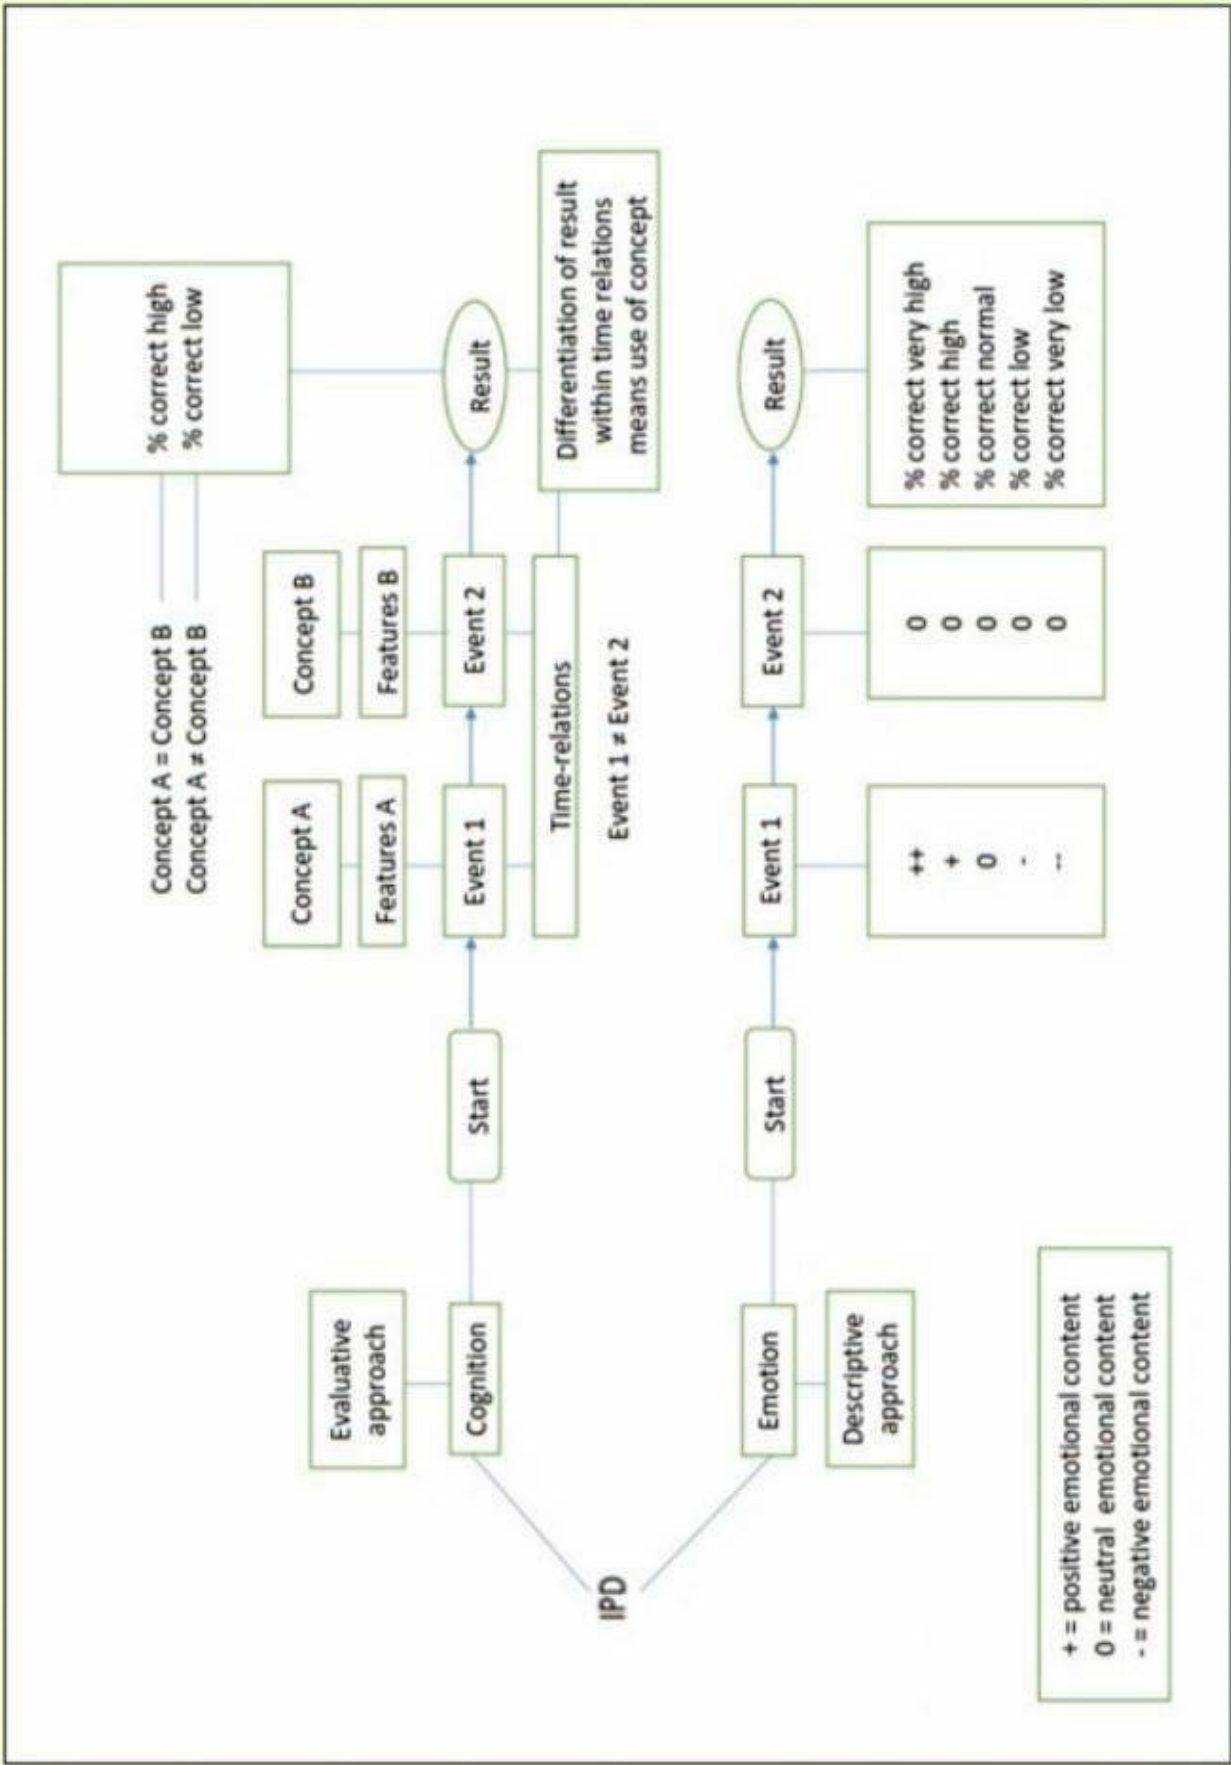 Concept A = Concept B
Concept A ≠ Concept B
% correct high
% correct low
Concept A
Concept B
Evaluative
approach
Features A
Features B
Cognition
Start
Event 1
Event 2
Result
Time-relations
Differentiation of result
within time relations
means use of concept
Event 1 ≠ Event 2
IPD
Emotion
Start
Event 1
Event 2
Result
Descriptive
approach
++ 0 % correct very high
+ 0 % correct high
0 0 % correct normal
- 0 % correct low
-- 0 % correct very low
+ = positive emotional content
0 = neutral emotional content
- = negative emotional content